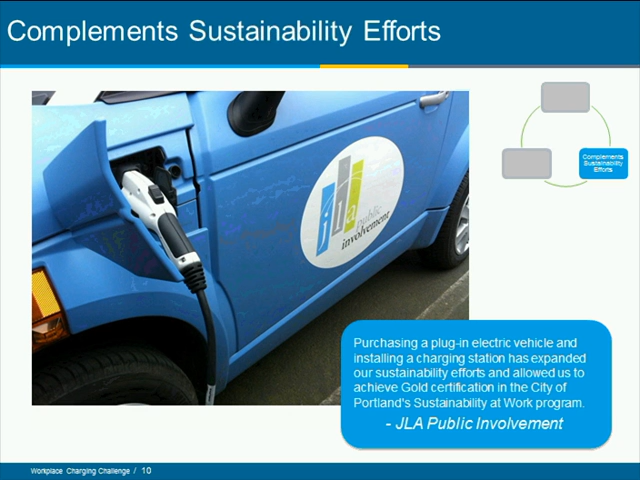 Complements Sustainability Efforts
Complements
Sustainability
Efforts
jla
public
involvement
Purchasing a plug-in electric vehicle and
installing a charging station has expanded
our sustainability efforts and allowed us to
achieve Gold certification in the City of
Portland's Sustainability at Work program.
- JLA Public Involvement
Workplace Charging Challenge / 10